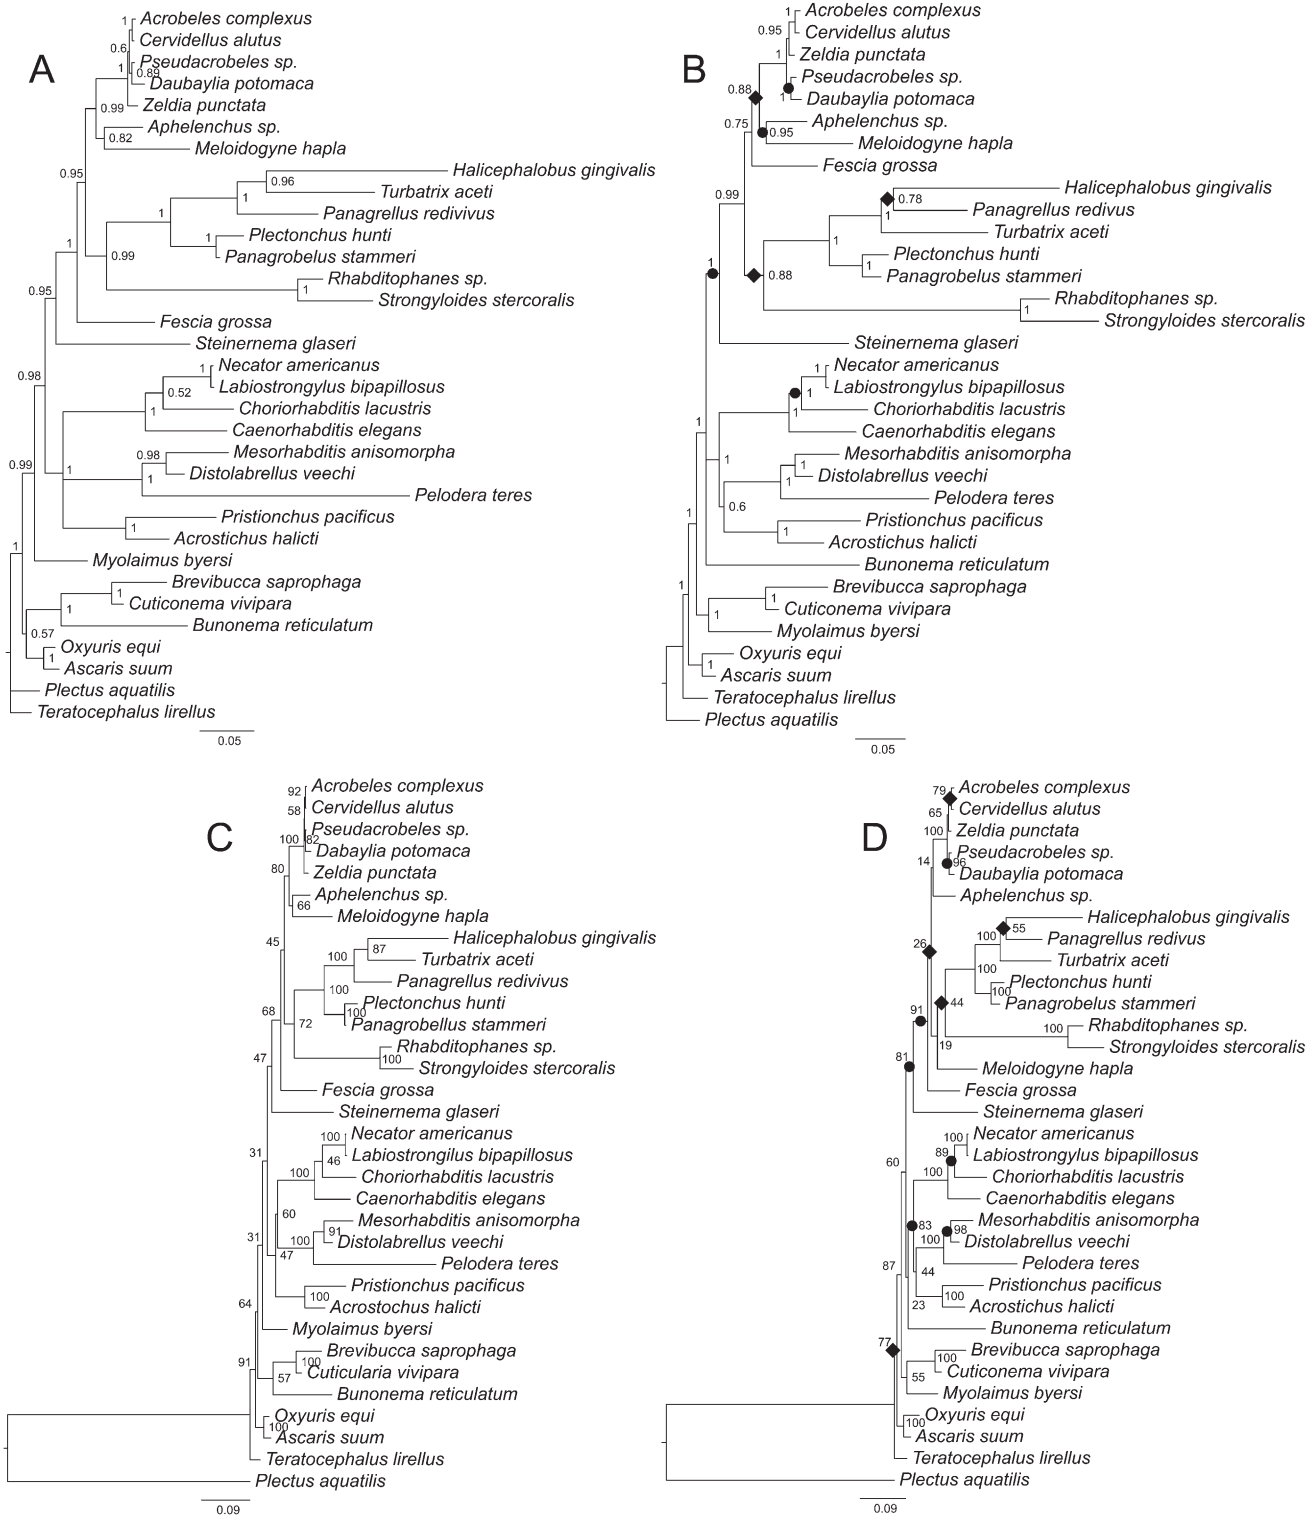 A
1
Acrobeles complexus
Cervidellus alutus
0.6
Pseudacrobeles sp.
1
0.89
Daubaylia potomaca
Zeldia punctata
0.99
Aphelenchus sp.
0.82
Meloidogyne hapla
0.95
Halicephalobus gingivalis
0.96
Turbatrix aceti
1
Panagrellus redivivus
1
Plectonchus hunti
1
Panagrobelus stammeri
0.99
1
Rhabditophanes sp.
1
Strongyloides stercoralis
0.95
Fescia grossa
Steinernema glaseri
0.98
1
Necator americanus
Labiostrongylus bipapillosus
0.52
Choriorhabditis lacustris
1
Caenorhabditis elegans
0.98
Mesorhabditis anisomorpha
0.99
1
Distolabrellus veechi
1
Pelodera teres
Pristionchus pacificus
1
Acrostichus halicti
1
Myolaimus byersi
Brevibucca saprophaga
1
Cuticonema vivipara
1
Bunonema reticulatum
0.57
Oxyuris equi
1
Ascaris suum
Plectus aquatilis
Teratocephalus lirellus
0.05
B
1
Acrobeles complexus
0.95
Cervidellus alutus
1
Zeldia punctata
Pseudacrobeles sp.
0.88
1
Daubaylia potomaca
0.75
Aphelenchus sp.
0.95
Meloidogyne hapla
Fescia grossa
0.99
Halicephalobus gingivalis
0.78
Panagrellus redivus
1
Turbatrix aceti
1
Plectonchus hunti
1
Panagrobelus stammeri
1
0.88
Rhabditophanes sp.
1
Strongyloides stercoralis
Steinernema glaseri
1
Necator americanus
Labiostrongylus bipapillosus
1
Choriorhabditis lacustris
1
1
Caenorhabditis elegans
Mesorhabditis anisomorpha
1
1
Distolabrellus veechi
1
Pelodera teres
0.6
1
Pristionchus pacificus
1
Acrostichus halicti
Bunonema reticulatum
1
Brevibucca saprophaga
1
Cuticonema vivipara
1
Myolaimus byersi
Oxyuris equi
1
Ascaris suum
Teratocephalus lirellus
Plectus aquatilis
0.05
C
92
Acrobeles complexus
58
Cervidellus alutus
Pseudacrobeles sp.
100
82
Dabaylia potomaca
80
Zeldia punctata
Aphelenchus sp.
66
Meloidogyne hapla
45
Halicephalobus gingivalis
87
100
Turbatrix aceti
Panagrellus redivivus
100
Plectonchus hunti
68
100
72
Panagrobellus stammeri
Rhabditophanes sp.
47
100
Strongyloides stercoralis
Fescia grossa
Steinernema glaseri
100
Necator americanus
31
46
Labiostrongilus bipapillosus
100
Choriorhabditis lacustris
Caenorhabditis elegans
60
Mesorhabditis anisomorpha
91
31
100
Distolabrellus veechi
47
Pelodera teres
Pristionchus pacificus
100
64
Acrostochus halicti
Myolaimus byersi
Brevibucca saprophaga
91
100
57
Cuticularia vivipara
Bunonema reticulatum
Oxyuris equi
100
Ascaris suum
Teratocephalus lirellus
Plectus aquatilis
0.09
D
79
Acrobeles complexus
65
Cervidellus alutus
100
Zeldia punctata
Pseudacrobeles sp.
14
96
Daubaylia potomaca
Aphelenchus sp.
Halicephalobus gingivalis
55
26
100
Panagrellus redivus
100
Turbatrix aceti
Plectonchus hunti
100
44
Panagrobelus stammeri
91
100
Rhabditophanes sp.
19
Strongyloides stercoralis
81
Meloidogyne hapla
Fescia grossa
Steinernema glaseri
100
Necator americanus
89
Labiostrongylus bipapillosus
60
100
Choriorhabditis lacustris
Caenorhabditis elegans
83
Mesorhabditis anisomorpha
98
100
Distolabrellus veechi
87
44
Pelodera teres
Pristionchus pacificus
100
23
Acrostichus halicti
Bunonema reticulatum
77
Brevibucca saprophaga
100
55
Cuticonema vivipara
Myolaimus byersi
Oxyuris equi
100
Ascaris suum
Teratocephalus lirellus
Plectus aquatilis
0.09